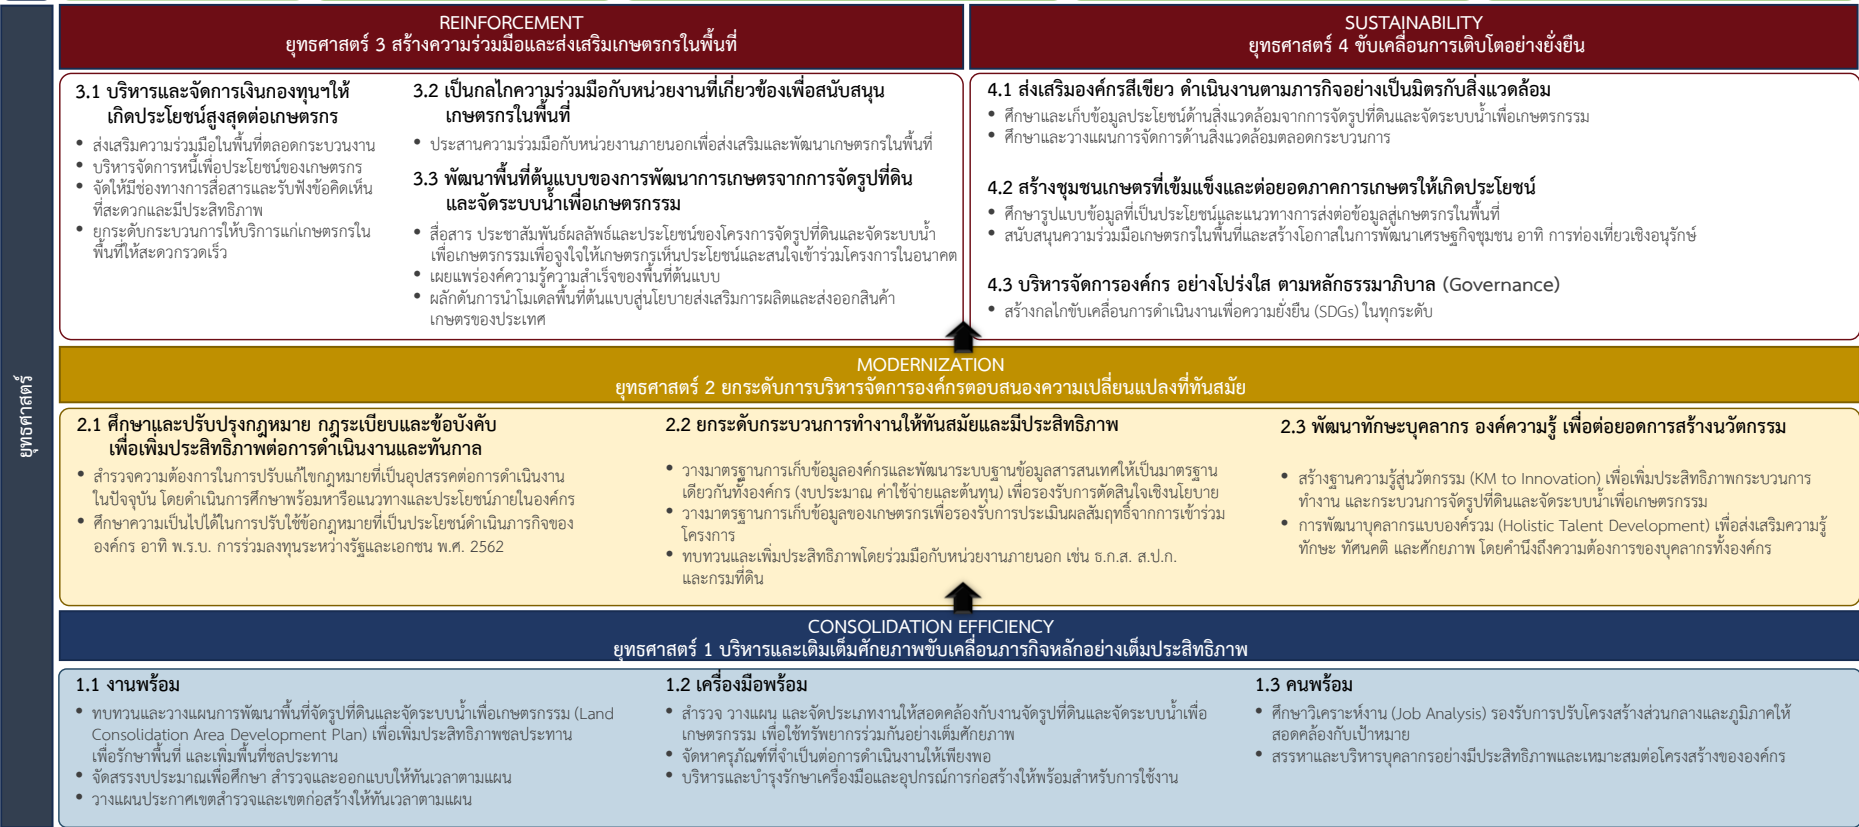 ยุทธศาสตร์
REINFORCEMENT
ยุทธศาสตร์ 3 สร้างความร่วมมือและส่งเสริมเกษตรกรในพื้นที่
3.1 บริหารและจัดการเงินกองทุนฯให้
เกิดประโยชน์สูงสุดต่อเกษตรกร
• ส่งเสริมความร่วมมือในพื้นที่ตลอดกระบวนงาน
• บริหารจัดการหนี้เพื่อประโยชน์ของเกษตรกร
• จัดให้มีช่องทางการสื่อสารและรับฟังข้อคิดเห็น
ที่สะดวกและมีประสิทธิภาพ
• ยกระดับกระบวนการให้บริการแก่เกษตรกรใน
พื้นที่ให้สะดวกรวดเร็ว
3.2 เป็นกลไกความร่วมมือกับหน่วยงานที่เกี่ยวข้องเพื่อสนับสนุน
เกษตรกรในพื้นที่
• ประสานความร่วมมือกับหน่วยงานภายนอกเพื่อส่งเสริมและพัฒนาเกษตรกรในพื้นที่
3.3 พัฒนาพื้นที่ต้นแบบของการพัฒนาการเกษตรจากการจัดรูปที่ดิน
และจัดระบบน้ำเพื่อเกษตรกรรม
• สื่อสาร ประชาสัมพันธ์ผลลัพธ์และประโยชน์ของโครงการจัดรูปที่ดินและจัดระบบน้ำ
เพื่อเกษตรกรรมเพื่อจูงใจให้เกษตรกรเห็นประโยชน์และสนใจเข้าร่วมโครงการในอนาคต
• เผยแพร่องค์ความรู้ความสำเร็จของพื้นที่ต้นแบบ
• ผลักดันการนำโมเดลพื้นที่ต้นแบบสู่นโยบายส่งเสริมการผลิตและส่งออกสินค้า
เกษตรของประเทศ
SUSTAINABILITY
ยุทธศาสตร์ 4 ขับเคลื่อนการเติบโตอย่างยั่งยืน
4.1 ส่งเสริมองค์กรสีเขียว ดำเนินงานตามภารกิจอย่างเป็นมิตรกับสิ่งแวดล้อม
• ศึกษาและเก็บข้อมูลประโยชน์ด้านสิ่งแวดล้อมจากการจัดรูปที่ดินและจัดระบบน้ำเพื่อเกษตรกรรม
• ศึกษาและวางแผนการจัดการด้านสิ่งแวดล้อมตลอดกระบวนการ
4.2 สร้างชุมชนเกษตรที่เข้มแข็งและต่อยอดภาคการเกษตรให้เกิดประโยชน์
• ศึกษารูปแบบข้อมูลที่เป็นประโยชน์และแนวทางการส่งต่อข้อมูลสู่เกษตรกรในพื้นที่
• สนับสนุนความร่วมมือเกษตรกรในพื้นที่และสร้างโอกาสในการพัฒนาเศรษฐกิจชุมชน อาทิ การท่องเที่ยวเชิงอนุรักษ์
4.3 บริหารจัดการองค์กร อย่างโปร่งใส ตามหลักธรรมาภิบาล (Governance)
• สร้างกลไกขับเคลื่อนการดำเนินงานเพื่อความยั่งยืน (SDGs) ในทุกระดับ
MODERNIZATION
ยุทธศาสตร์ 2 ยกระดับการบริหารจัดการองค์กรตอบสนองความเปลี่ยนแปลงที่ทันสมัย
2.1 ศึกษาและปรับปรุงกฎหมาย กฎระเบียบและข้อบังคับ
เพื่อเพิ่มประสิทธิภาพต่อการดำเนินงานและทันกาล
• สำรวจความต้องการในการปรับแก้ไขกฎหมายที่เป็นอุปสรรคต่อการดำเนินงาน
ในปัจจุบัน โดยดำเนินการศึกษาพร้อมหารือแนวทางและประโยชน์ภายในองค์กร
• ศึกษาความเป็นไปได้ในการปรับใช้ข้อกฎหมายที่เป็นประโยชน์ดำเนินภารกิจของ
องค์กร อาทิ พ.ร.บ. การร่วมลงทุนระหว่างรัฐและเอกชน พ.ศ. 2562
2.2 ยกระดับกระบวนการทำงานให้ทันสมัยและมีประสิทธิภาพ
• วางมาตรฐานการเก็บข้อมูลองค์กรและพัฒนาระบบฐานข้อมูลสารสนเทศให้เป็นมาตรฐาน
เดียวกันทั้งองค์กร (งบประมาณ ค่าใช้จ่ายและต้นทุน) เพื่อรองรับการตัดสินใจเชิงนโยบาย
• วางมาตรฐานการเก็บข้อมูลของเกษตรกรเพื่อรองรับการประเมินผลสัมฤทธิ์จากการเข้าร่วม
โครงการ
• ทบทวนและเพิ่มประสิทธิภาพโดยร่วมมือกับหน่วยงานภายนอก เช่น ธ.ก.ส. ส.ป.ก.
และกรมที่ดิน
2.3 พัฒนาทักษะบุคลากร องค์ความรู้ เพื่อต่อยอดการสร้างนวัตกรรม
• สร้างฐานความรู้สู่นวัตกรรม (KM to Innovation) เพื่อเพิ่มประสิทธิภาพกระบวนการ
ทำงาน และกระบวนการจัดรูปที่ดินและจัดระบบน้ำเพื่อเกษตรกรรม
• การพัฒนาบุคลากรแบบองค์รวม (Holistic Talent Development) เพื่อส่งเสริมความรู้
ทักษะ ทัศนคติ และศักยภาพ โดยคำนึงถึงความต้องการของบุคลากรทั้งองค์กร
CONSOLIDATION EFFICIENCY
ยุทธศาสตร์ 1 บริหารและเติมเต็มศักยภาพขับเคลื่อนภารกิจหลักอย่างเต็มประสิทธิภาพ
1.1 งานพร้อม
• ทบทวนและวางแผนการพัฒนาพื้นที่จัดรูปที่ดินและจัดระบบน้ำเพื่อเกษตรกรรม (Land
Consolidation Area Development Plan) เพื่อเพิ่มประสิทธิภาพชลประทาน
เพื่อรักษาพื้นที่ และเพิ่มพื้นที่ชลประทาน
• จัดสรรงบประมาณเพื่อศึกษา สำรวจและออกแบบให้ทันเวลาตามแผน
• วางแผนประกาศเขตสำรวจและเขตก่อสร้างให้ทันเวลาตามแผน
1.2 เครื่องมือพร้อม
• สำรวจ วางแผน และจัดประเภทงานให้สอดคล้องกับงานจัดรูปที่ดินและจัดระบบน้ำเพื่อ
เกษตรกรรม เพื่อใช้ทรัพยากรร่วมกันอย่างเต็มศักยภาพ
• จัดหาครุภัณฑ์ที่จำเป็นต่อการดำเนินงานให้เพียงพอ
• บริหารและบำรุงรักษาเครื่องมือและอุปกรณ์การก่อสร้างให้พร้อมสำหรับการใช้งาน
1.3 คนพร้อม
• ศึกษาวิเคราะห์งาน (Job Analysis) รองรับการปรับโครงสร้างส่วนกลางและภูมิภาคให้
สอดคล้องกับเป้าหมาย
• สรรหาและบริหารบุคลากรอย่างมีประสิทธิภาพและเหมาะสมต่อโครงสร้างขององค์กร